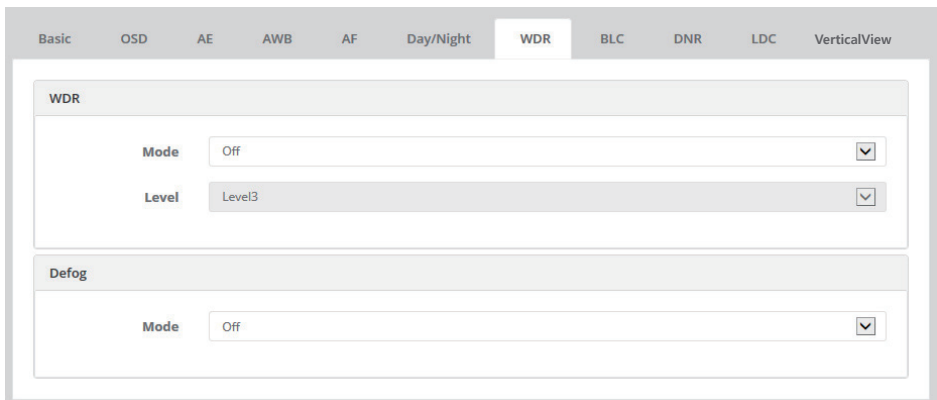 Basic OSD AE AWB AF Day/Night WDR BLC DNR LDC VerticalView
WDR
Mode Off
Level Level3
Defog
Mode Off